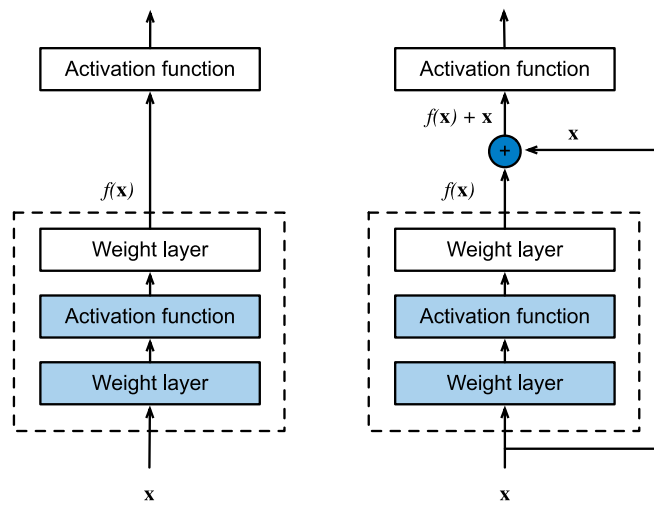 Activation function
f(x)
Weight layer
Activation function
Weight layer
x
Activation function
f(x) + x
+
x
f(x)
Weight layer
Activation function
Weight layer
x